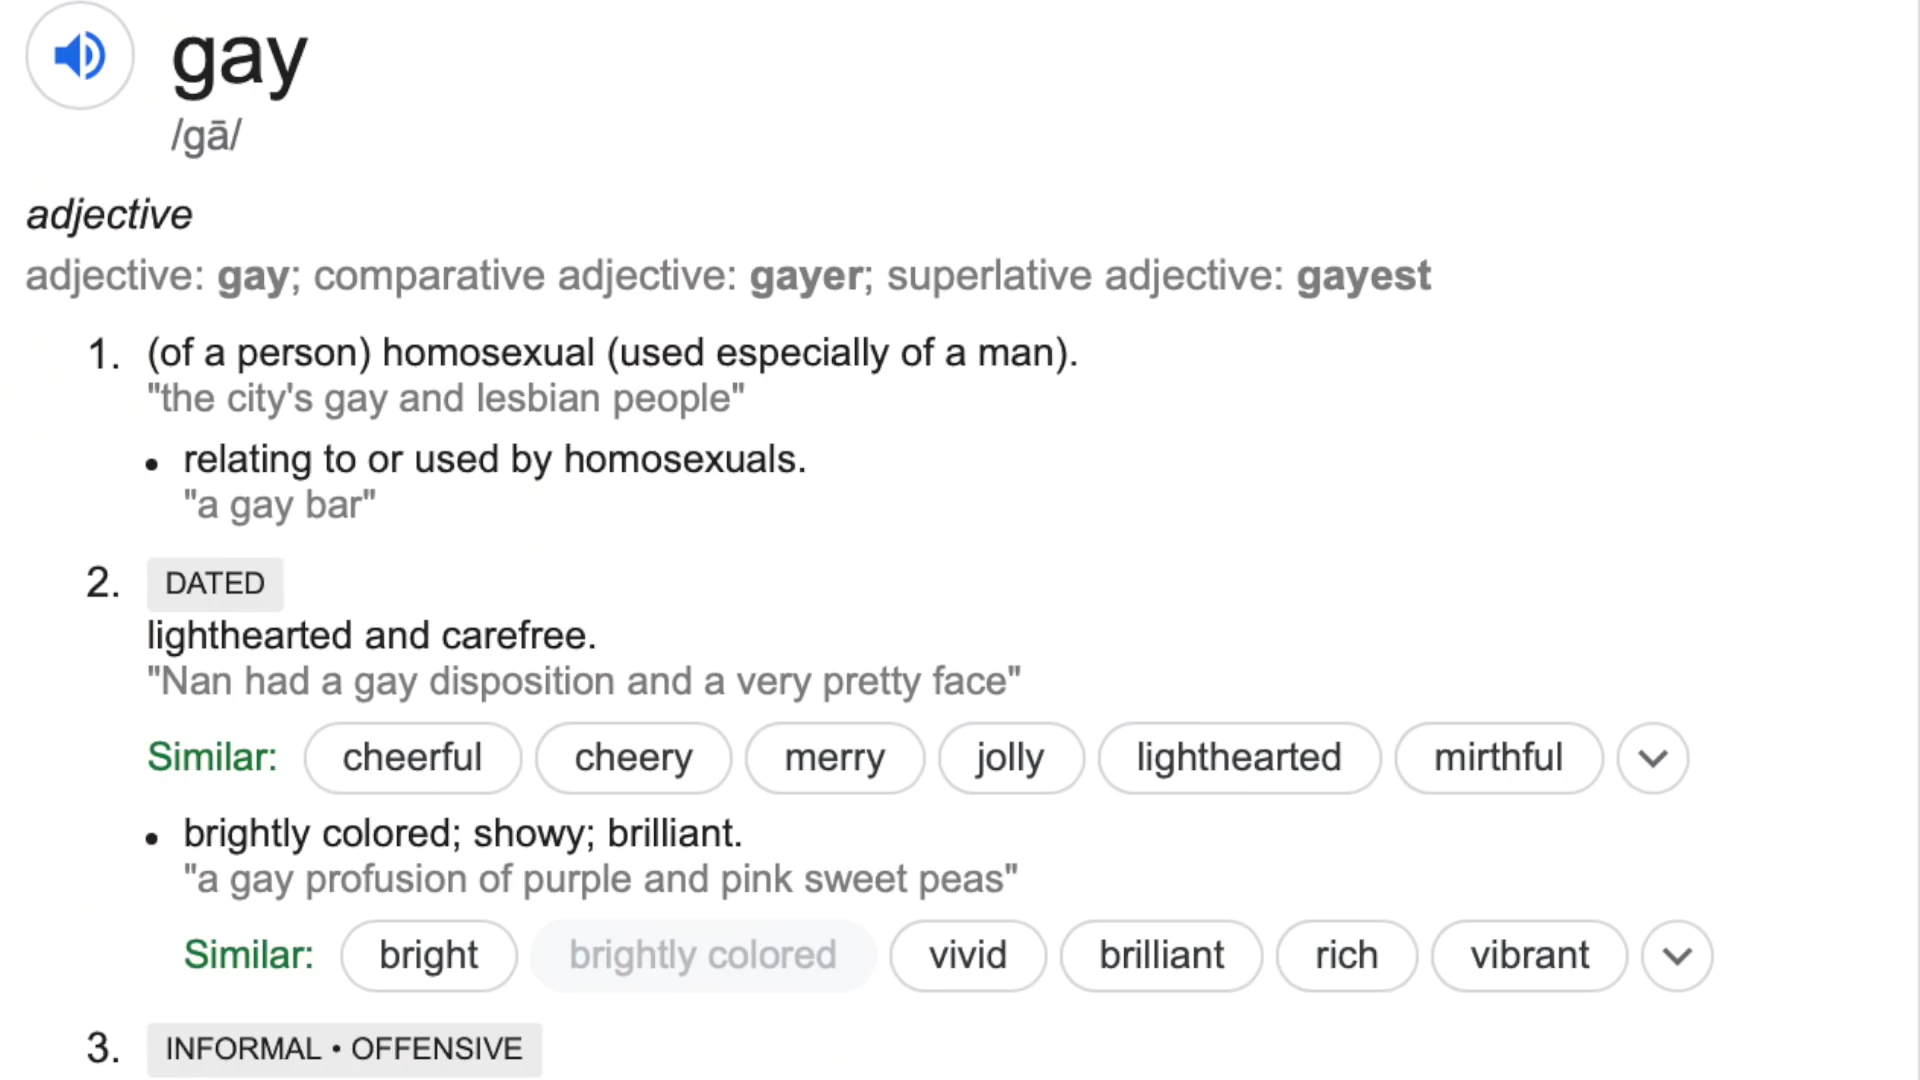 gay
/gā/
adjective
adjective: gay; comparative adjective: gayer; superlative adjective: gayest
1. (of a person) homosexual (used especially of a man).
"the city's gay and lesbian people"
• relating to or used by homosexuals.
"a gay bar"
2. DATED
lighthearted and carefree.
"Nan had a gay disposition and a very pretty face"
Similar: cheerful cheery merry jolly lighthearted mirthful
• brightly colored; showy; brilliant.
"a gay profusion of purple and pink sweet peas"
Similar: bright brightly colored vivid brilliant rich vibrant
3. INFORMAL • OFFENSIVE